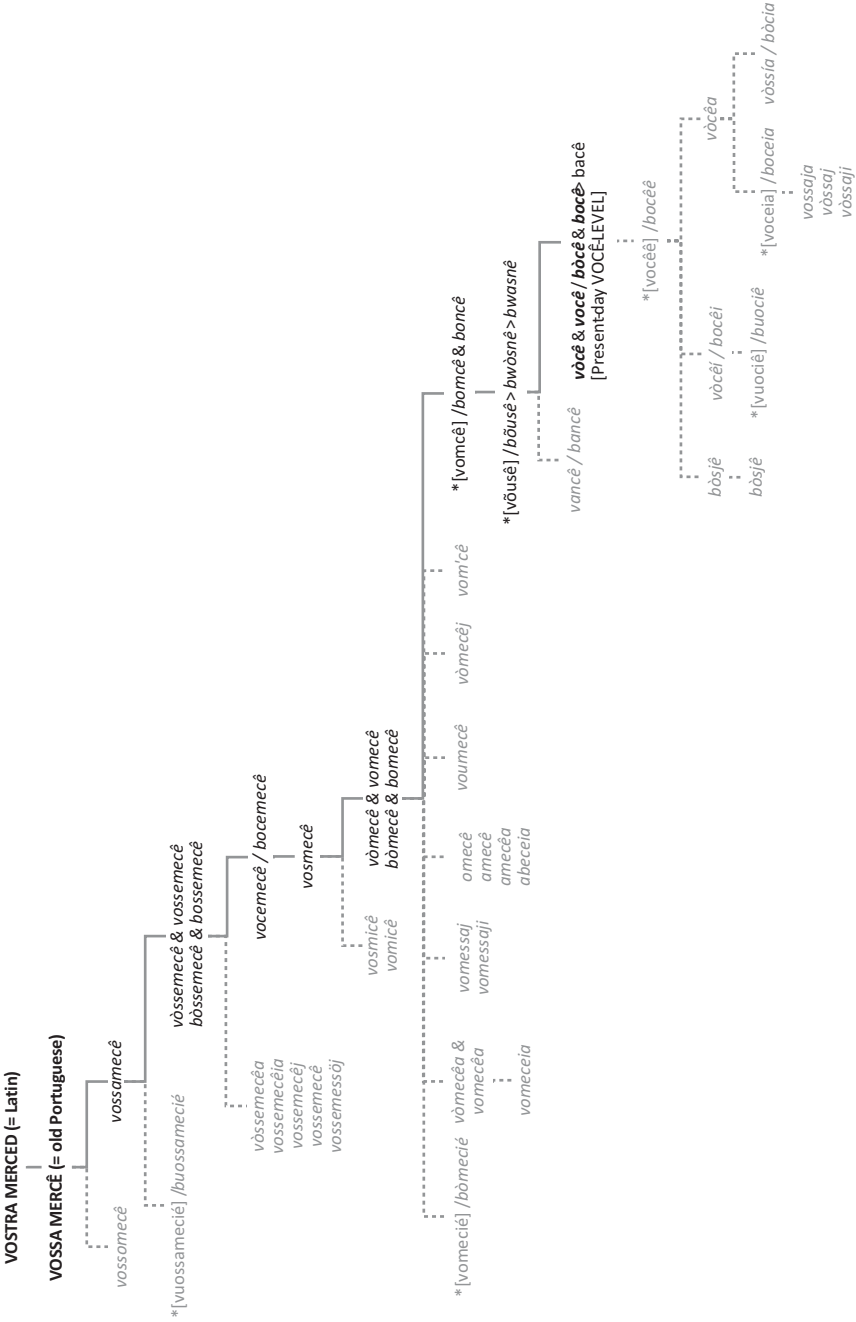 VOSTRA MERCED (= Latin)
VOSSA MERCÊ (= old Portuguese)
vossomecê
vossamecê
*[vuossamecié] /buossamecié
vòssemecê & vossemecê
bòssemecê & bossemecê
vòssemecêa
vossemecêia
vossemecêj
vossemecê
vossemessöj
vocemecê / bocemecê
vosmecê
vosmicê
vomicê
vòmecê & vomecê
bòmecê & bomecê
*[vomecié] /bòmecié
vòmecêa &
vomecêa
vomeceia
vomessaj
vomessaji
omecê
amecê
amecêa
abeceia
voumecê
vòmecêj
vom'cê
*[vomcê] /bomcê & boncê
*[võusê] /bõusê > bwòsnê > bwasnê
vancê / bancê
vòcê & você / bòcê & bocê> bacê
[Present-day VOCÊ-LEVEL]
*[vocêê] /bocêê
bòsjê
bòsjê
vòcêí / bocêi
*[vuociê] /buociê
vòcêa
*[voceia] /boceia
vossaja
vòssaj
vòssaji
vòssía / bòcia